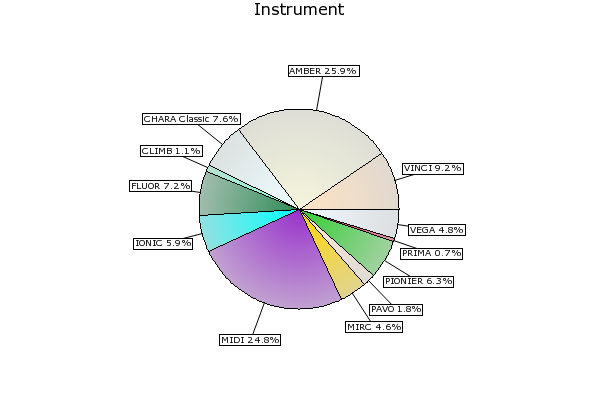 Instrument
AMBER 25.9%
CHARA Classic 7.6%
CLIMB 1.1%
VINCI 9.2%
FLUOR 7.2%
VEGA 4.8%
IONIC 5.9%
PRIMA 0.7%
PIONIER 6.3%
PAVO 1.8%
MIRC 4.6%
MIDI 24.8%